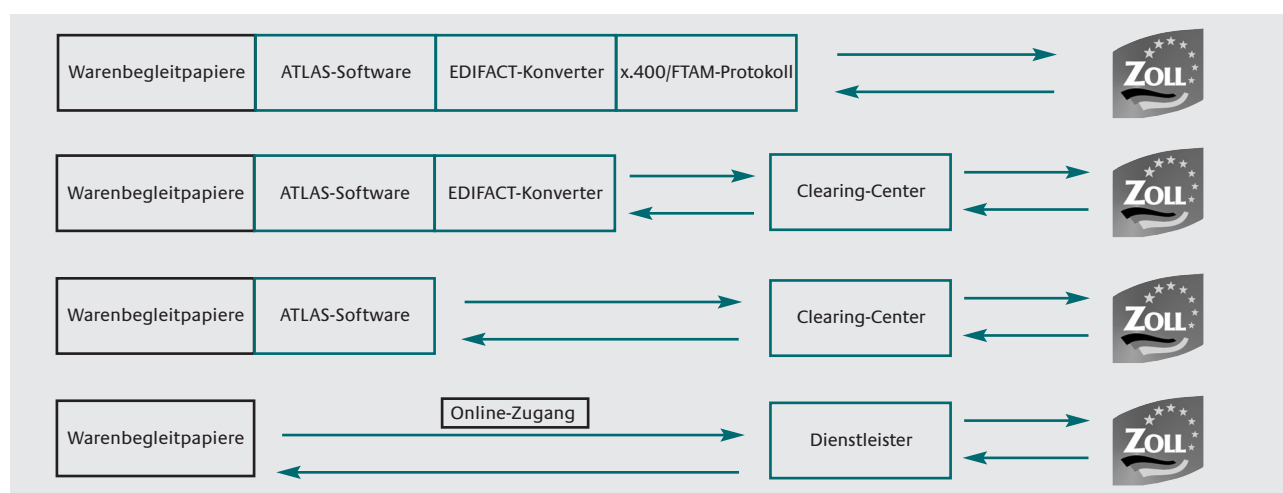 Warenbegleitpapiere ATLAS-Software EDIFACT-Konverter x.400/FTAM-Protokoll ZOLL
Warenbegleitpapiere ATLAS-Software EDIFACT-Konverter Clearing-Center ZOLL
Warenbegleitpapiere ATLAS-Software Clearing-Center ZOLL
Online-Zugang
Warenbegleitpapiere Dienstleister ZOLL